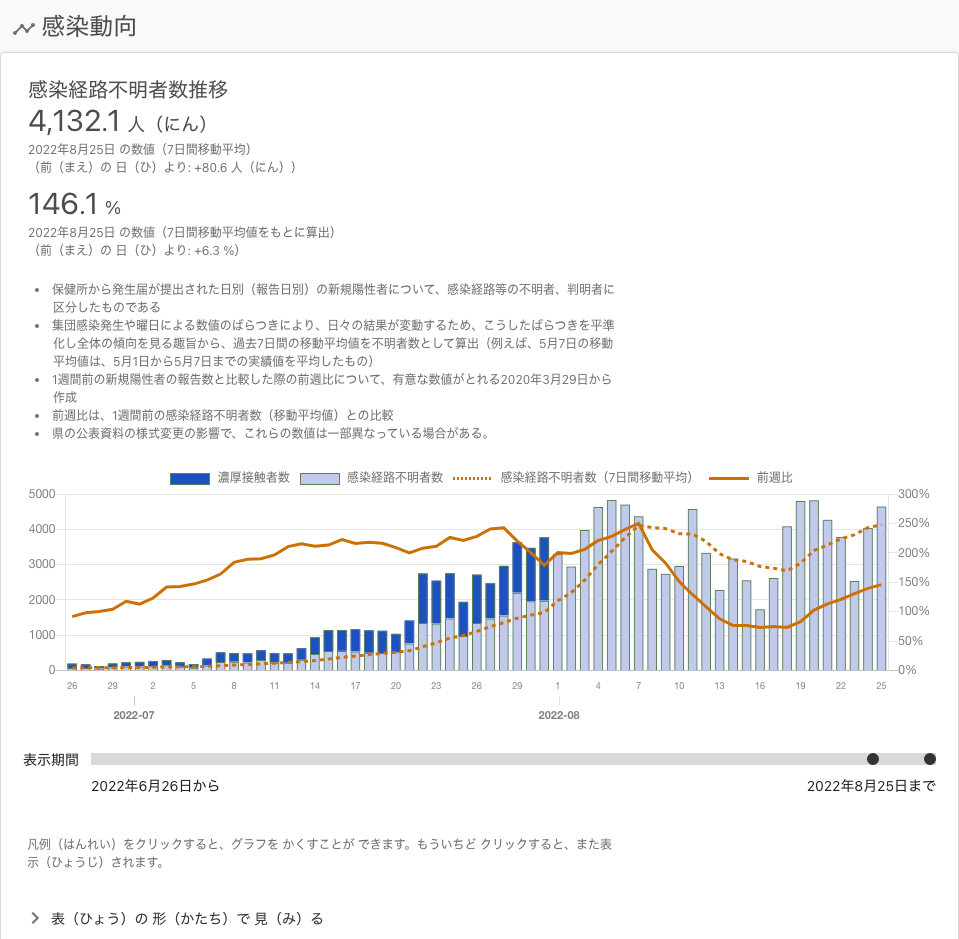 感染動向
感染経路不明者数推移
4,132.1 人（にん）
2022年8月25日 の数値（7日間移動平均）
（前（まえ）の 日（ひ）より: +80.6 人（にん））
146.1 %
2022年8月25日 の数値（7日間移動平均値をもとに算出）
（前（まえ）の 日（ひ）より: +6.3 %）
• 保健所から発生届が提出された日別（報告日別）の新規陽性者について、感染経路等の不明者、判明者に
区分したものである
• 集団感染発生や曜日による数値のばらつきにより、日々の結果が変動するため、こうしたばらつきを平準
化し全体の傾向を見る趣旨から、過去7日間の移動平均値を不明者数として算出（例えば、5月7日の移動
平均値は、5月1日から5月7日までの実績値を平均したもの）
• 1週間前の新規陽性者の報告数と比較した際の前週比について、有意な数値がとれる2020年3月29日から
作成
• 前週比は、1週間前の感染経路不明者数（移動平均値）との比較
• 県の公表資料の様式変更の影響で、これらの数値は一部異なっている場合がある。
濃厚接触者数 感染経路不明者数 感染経路不明者数（7日間移動平均） 前週比
5000 300%
250%
4000
200%
3000
150%
2000
100%
1000
50%
0 0%
26 29 2 5 8 11 14 17 20 23 26 29 1 4 7 10 13 16 19 22 25
2022-07 2022-08
表示期間
2022年6月26日から 2022年8月25日まで
凡例（はんれい）をクリックすると、グラフを かくすことが できます。もういちど クリックすると、また表
示（ひょうじ）されます。
表（ひょう）の 形（かたち）で 見（み）る